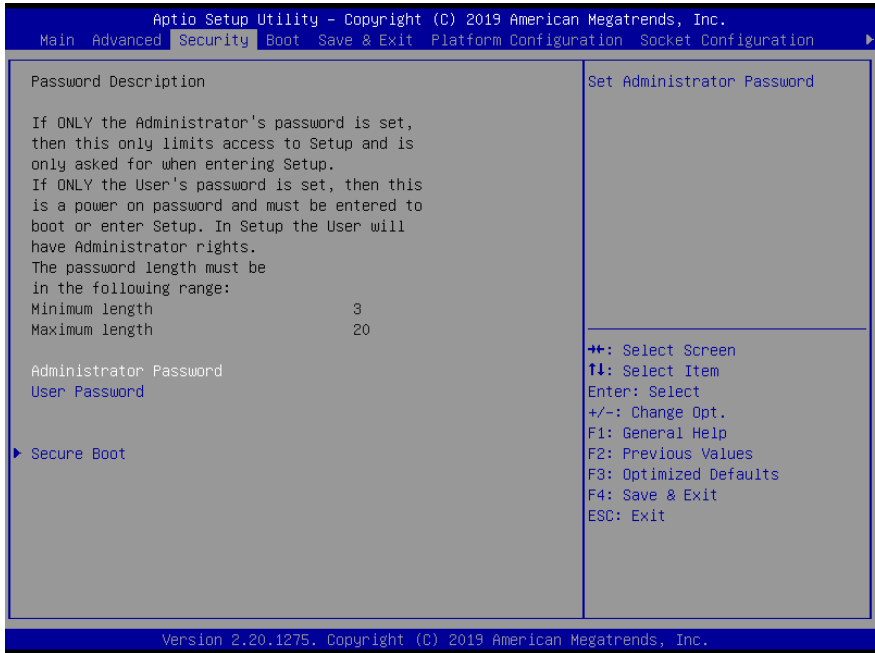 Aptio Setup Utility – Copyright (C) 2019 American Megatrends, Inc.
Main Advanced Security Boot Save & Exit Platform Configuration Socket Configuration
Password Description
If ONLY the Administrator's password is set,
then this only limits access to Setup and is
only asked for when entering Setup.
If ONLY the User's password is set, then this
is a power on password and must be entered to
boot or enter Setup. In Setup the User will
have Administrator rights.
The password length must be
in the following range:
Minimum length 3
Maximum length 20
Administrator Password
User Password
Secure Boot
Set Administrator Password
→←: Select Screen
↑↓: Select Item
Enter: Select
+/-: Change Opt.
F1: General Help
F2: Previous Values
F3: Optimized Defaults
F4: Save & Exit
ESC: Exit
Version 2.20.1275. Copyright (C) 2019 American Megatrends, Inc.